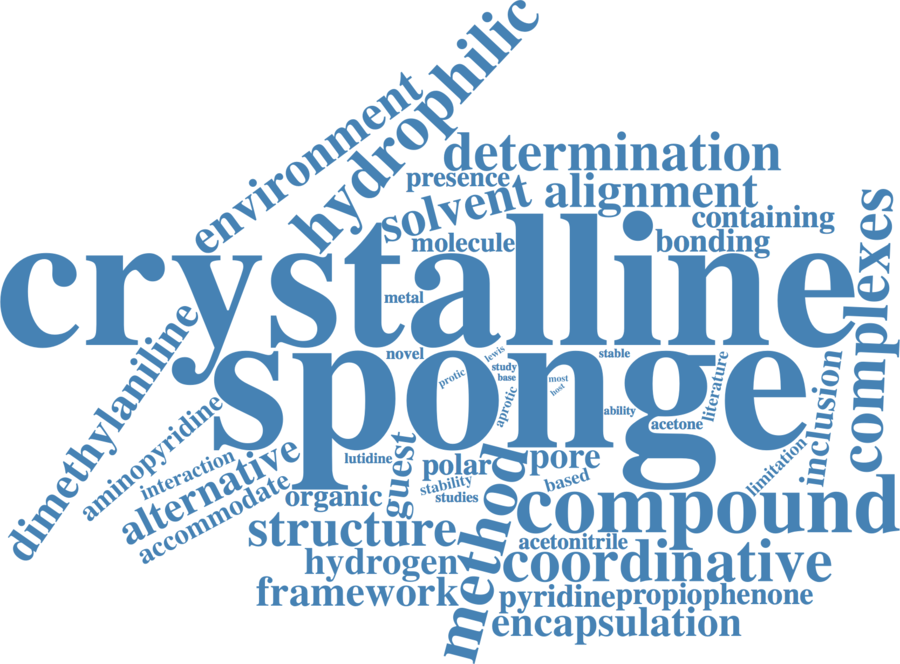 hydrophilic
environment
determination
presence
solvent
alignment
containing
molecule
bonding
complexes
crystalline
metal
dimethylaniline
sponge
novel
lewis
stable
study
base
protic
most
host
aprotic
literature
inclusion
ability
acetone
aminopyridine
interaction
alternative
accommodate
lutidine
guest
polar
pore
limitation
stability
studies
based
organic
method
compound
structure
acetonitrile
hydrogen
coordinative
framework
pyridine
propiophenone
encapsulation